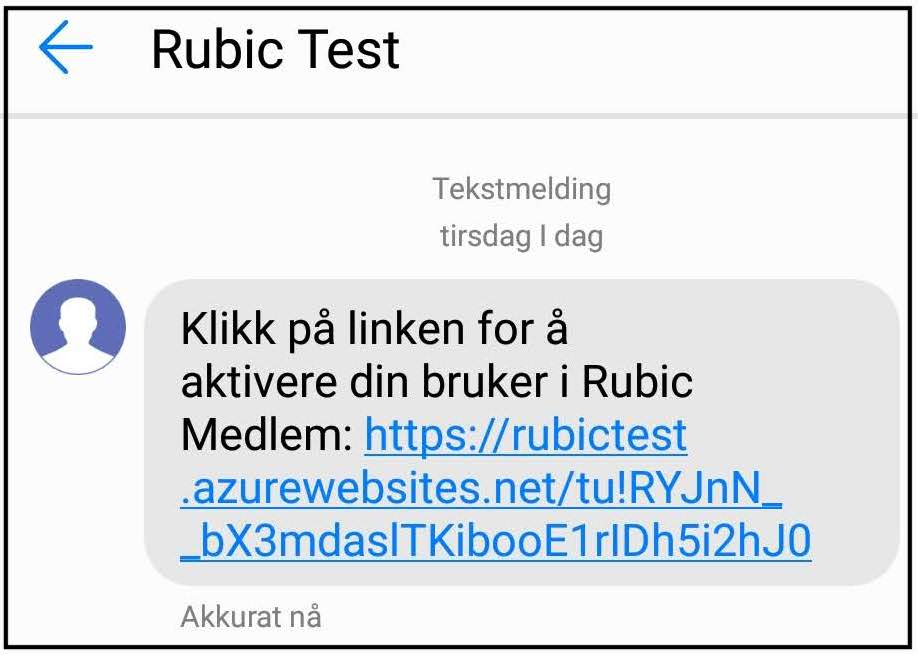 Rubic Test
Tekstmelding
tirsdag I dag
Klikk på linken for å
aktivere din bruker i Rubic
Medlem: https://rubictest
.azurewebsites.net/tu!RYJnN_
_bX3mdaslTKibooE1rIDh5i2hJ0
Akkurat nå